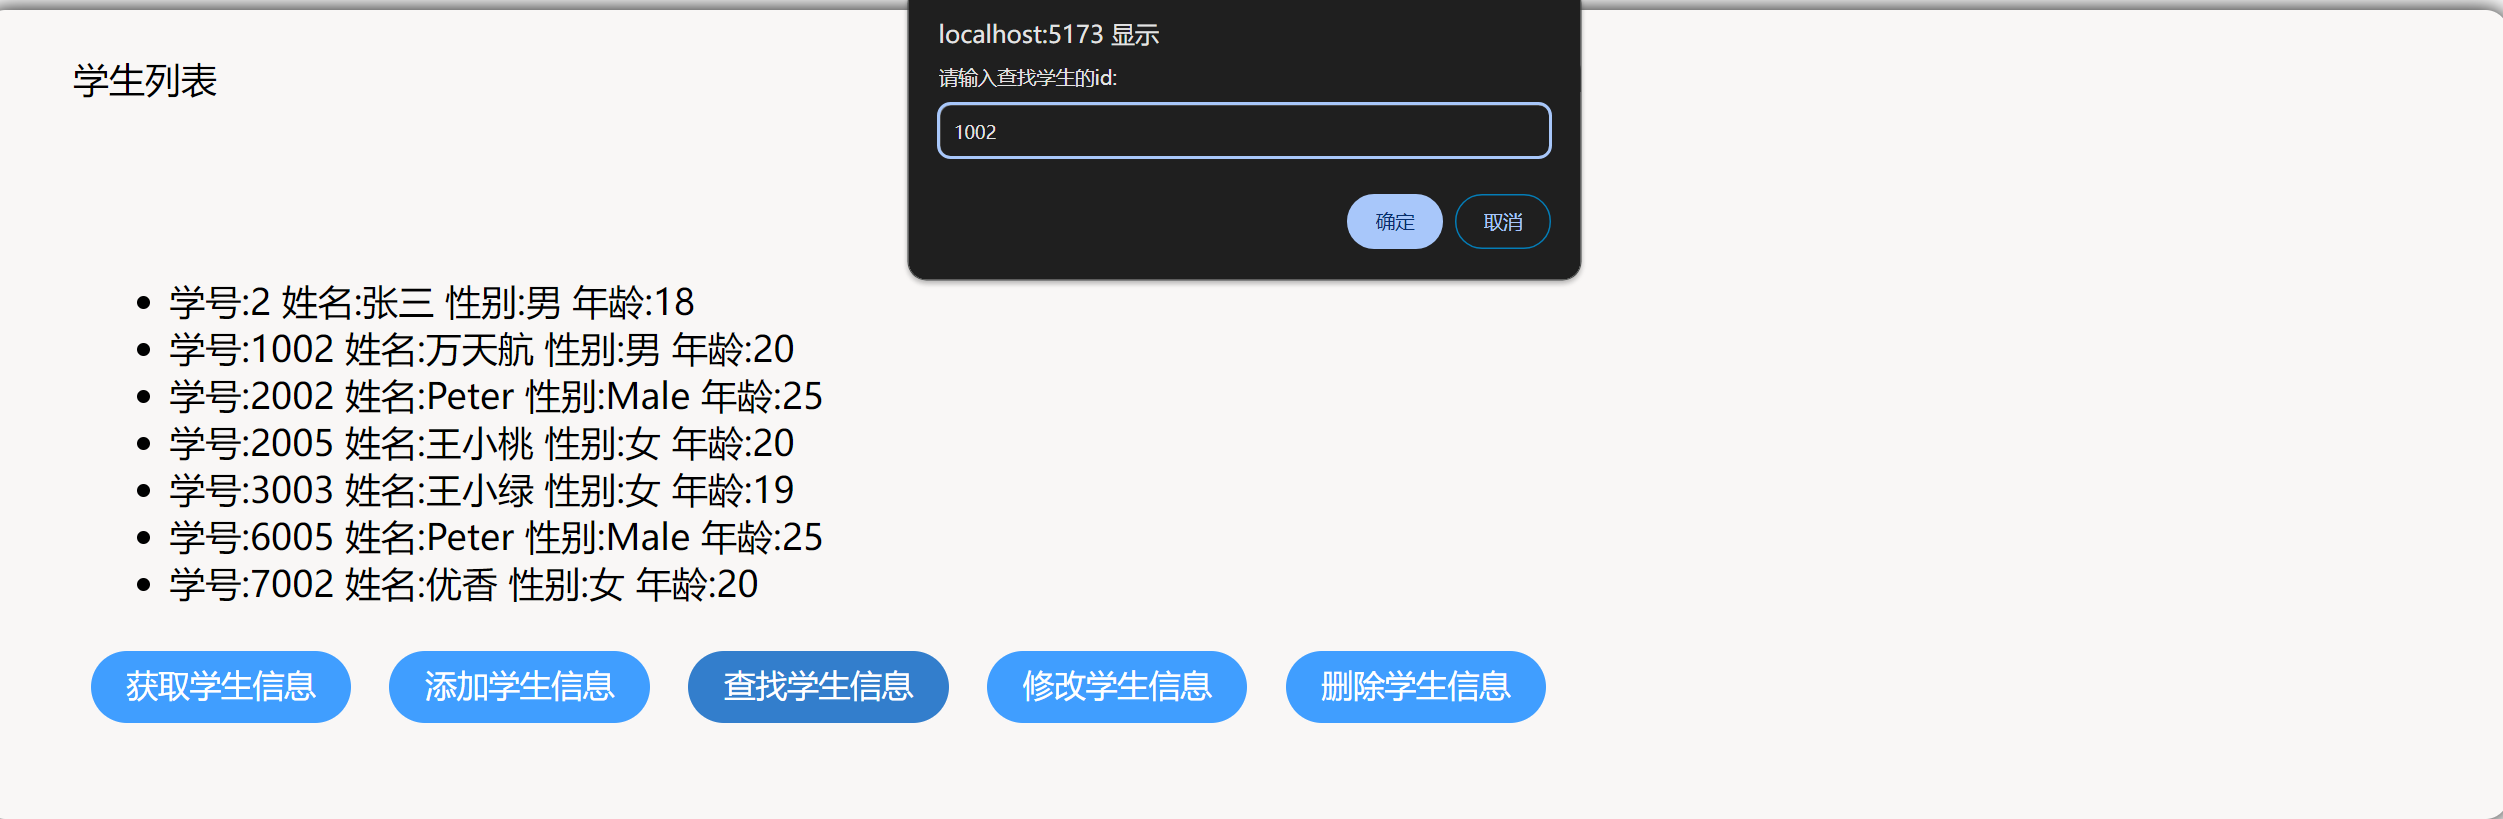 localhost:5173 显示
请输入查找学生的id:
1002
确定 取消
学生列表
学号:2 姓名:张三 性别:男 年龄:18
学号:1002 姓名:万天航 性别:男 年龄:20
学号:2002 姓名:Peter 性别:Male 年龄:25
学号:2005 姓名:王小桃 性别:女 年龄:20
学号:3003 姓名:王小绿 性别:女 年龄:19
学号:6005 姓名:Peter 性别:Male 年龄:25
学号:7002 姓名:优香 性别:女 年龄:20
获取学生信息 添加学生信息 查找学生信息 修改学生信息 删除学生信息